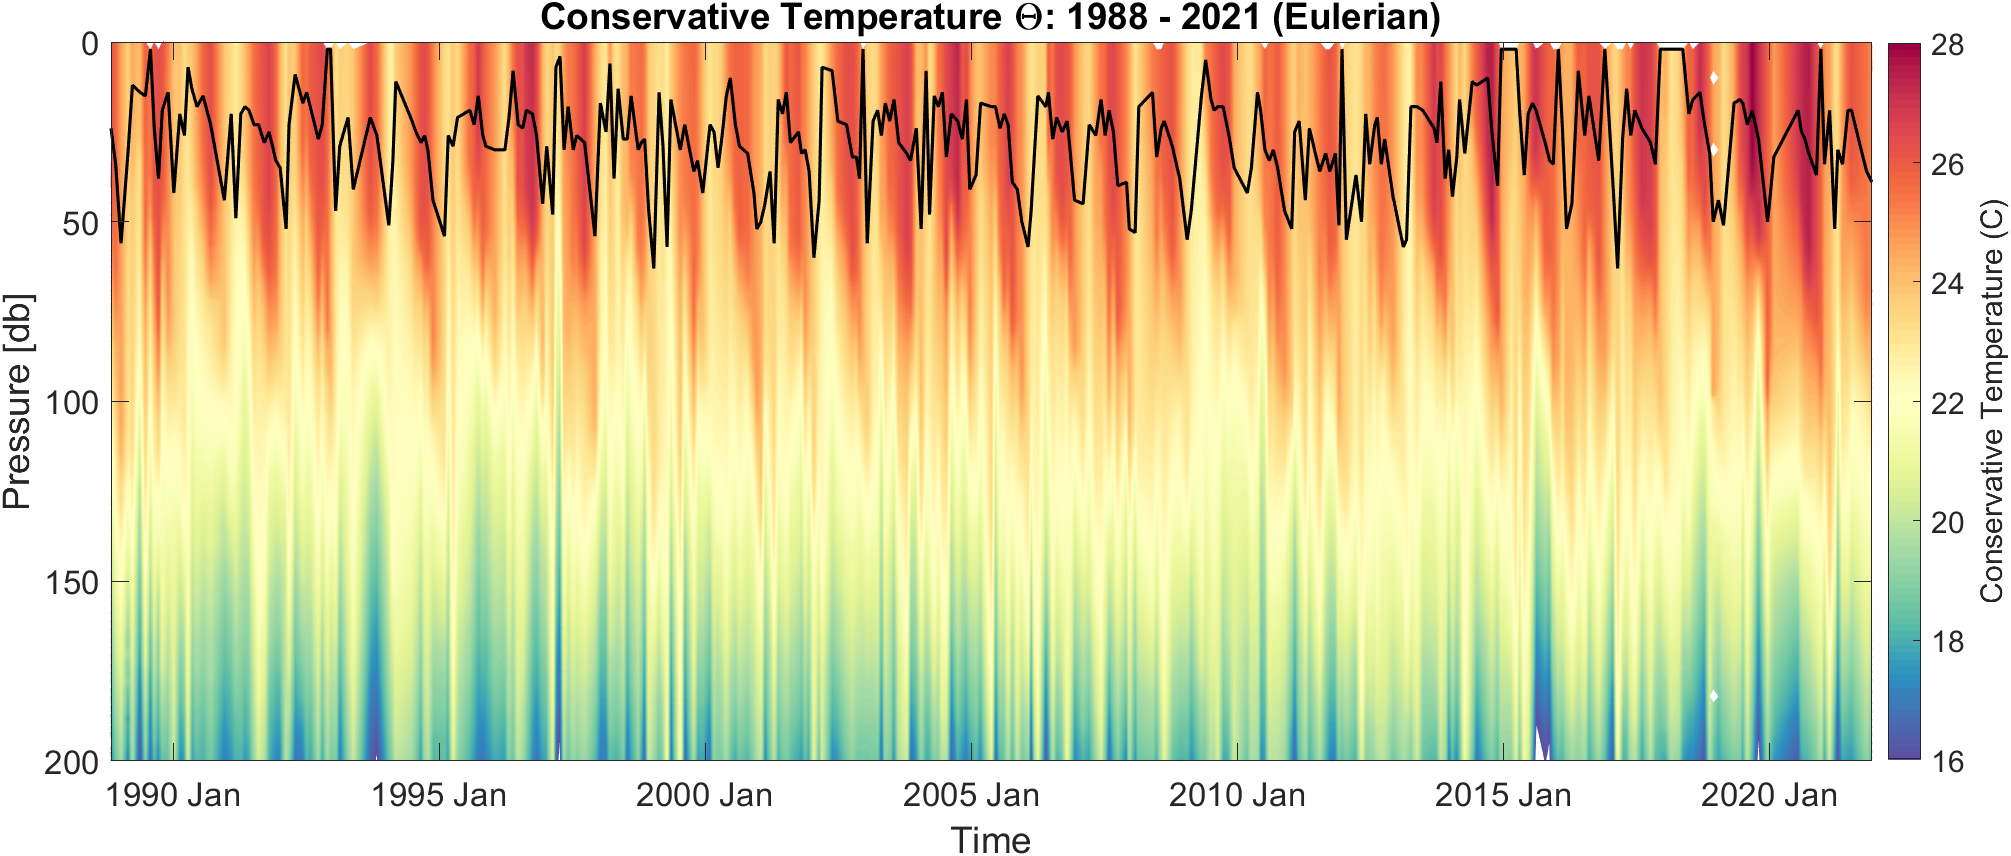 Conservative Temperature Θ: 1988 - 2021 (Eulerian)
Pressure [db]
0
50
100
150
200
1990 Jan
1995 Jan
2000 Jan
2005 Jan
2010 Jan
2015 Jan
2020 Jan
Time
28
26
24
22
20
18
16
Conservative Temperature (C)